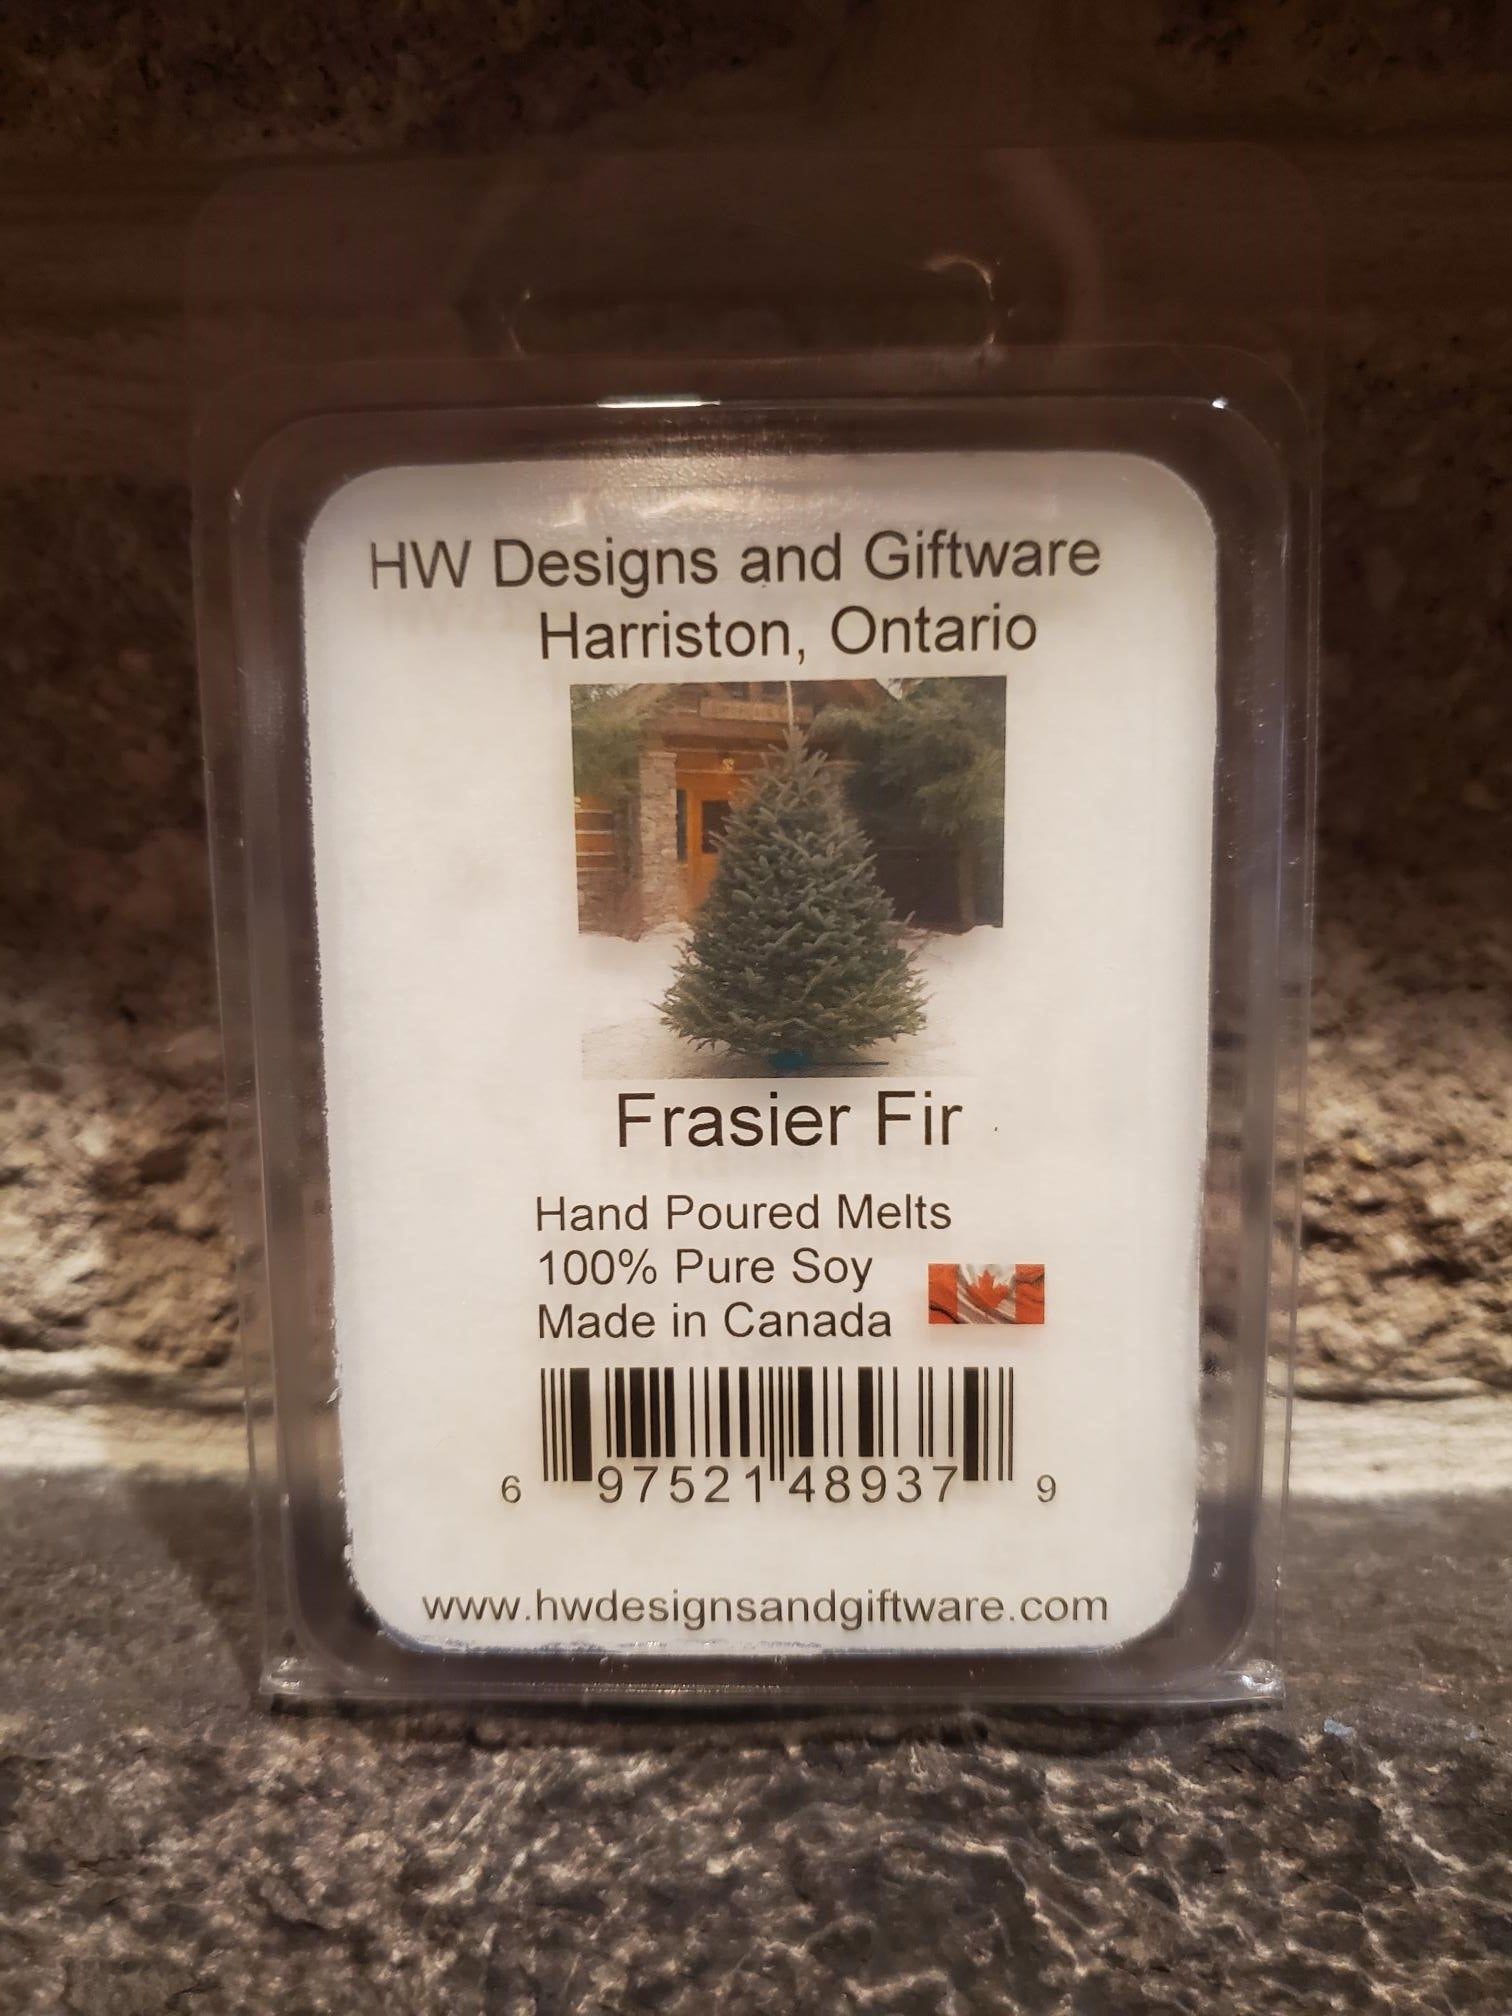 HW Designs and Giftware
Harriston, Ontario
Frasier Fir
Hand Poured Melts
100% Pure Soy
Made in Canada
6 97521 48937 9
www.hwdesignsandgiftware.com